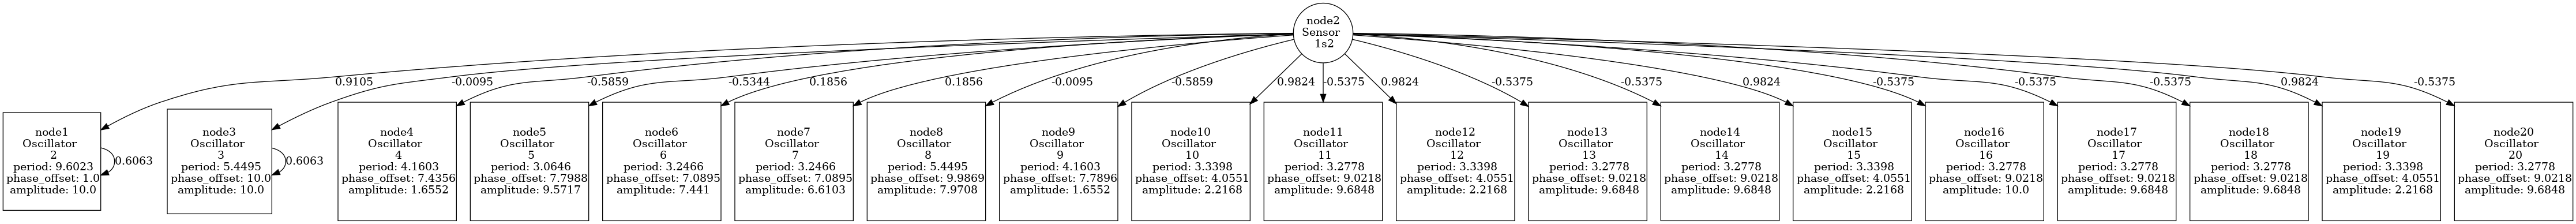 node2
Sensor
1s2
0.9105
-0.0095
-0.5859
-0.5344
0.1856
0.1856
-0.0095
-0.5859
0.9824
-0.5375
0.9824
-0.5375
-0.5375
0.9824
-0.5375
-0.5375
-0.5375
0.9824
-0.5375
node1
Oscillator
2
period: 9.6023
phase_offset: 1.0
amplitude: 10.0
0.6063
node3
Oscillator
3
period: 5.4495
phase_offset: 10.0
amplitude: 10.0
0.6063
node4
Oscillator
4
period: 4.1603
phase_offset: 7.4356
amplitude: 1.6552
node5
Oscillator
5
period: 3.0646
phase_offset: 7.7988
amplitude: 9.5717
node6
Oscillator
6
period: 3.2466
phase_offset: 7.0895
amplitude: 7.441
node7
Oscillator
7
period: 3.2466
phase_offset: 7.0895
amplitude: 6.6103
node8
Oscillator
8
period: 5.4495
phase_offset: 9.9869
amplitude: 7.9708
node9
Oscillator
9
period: 4.1603
phase_offset: 7.7896
amplitude: 1.6552
node10
Oscillator
10
period: 3.3398
phase_offset: 4.0551
amplitude: 2.2168
node11
Oscillator
11
period: 3.2778
phase_offset: 9.0218
amplitude: 9.6848
node12
Oscillator
12
period: 3.3398
phase_offset: 4.0551
amplitude: 2.2168
node13
Oscillator
13
period: 3.2778
phase_offset: 9.0218
amplitude: 9.6848
node14
Oscillator
14
period: 3.2778
phase_offset: 9.0218
amplitude: 9.6848
node15
Oscillator
15
period: 3.3398
phase_offset: 4.0551
amplitude: 2.2168
node16
Oscillator
16
period: 3.2778
phase_offset: 9.0218
amplitude: 10.0
node17
Oscillator
17
period: 3.2778
phase_offset: 9.0218
amplitude: 9.6848
node18
Oscillator
18
period: 3.2778
phase_offset: 9.0218
amplitude: 9.6848
node19
Oscillator
19
period: 3.3398
phase_offset: 4.0551
amplitude: 2.2168
node20
Oscillator
20
period: 3.2778
phase_offset: 9.0218
amplitude: 9.6848